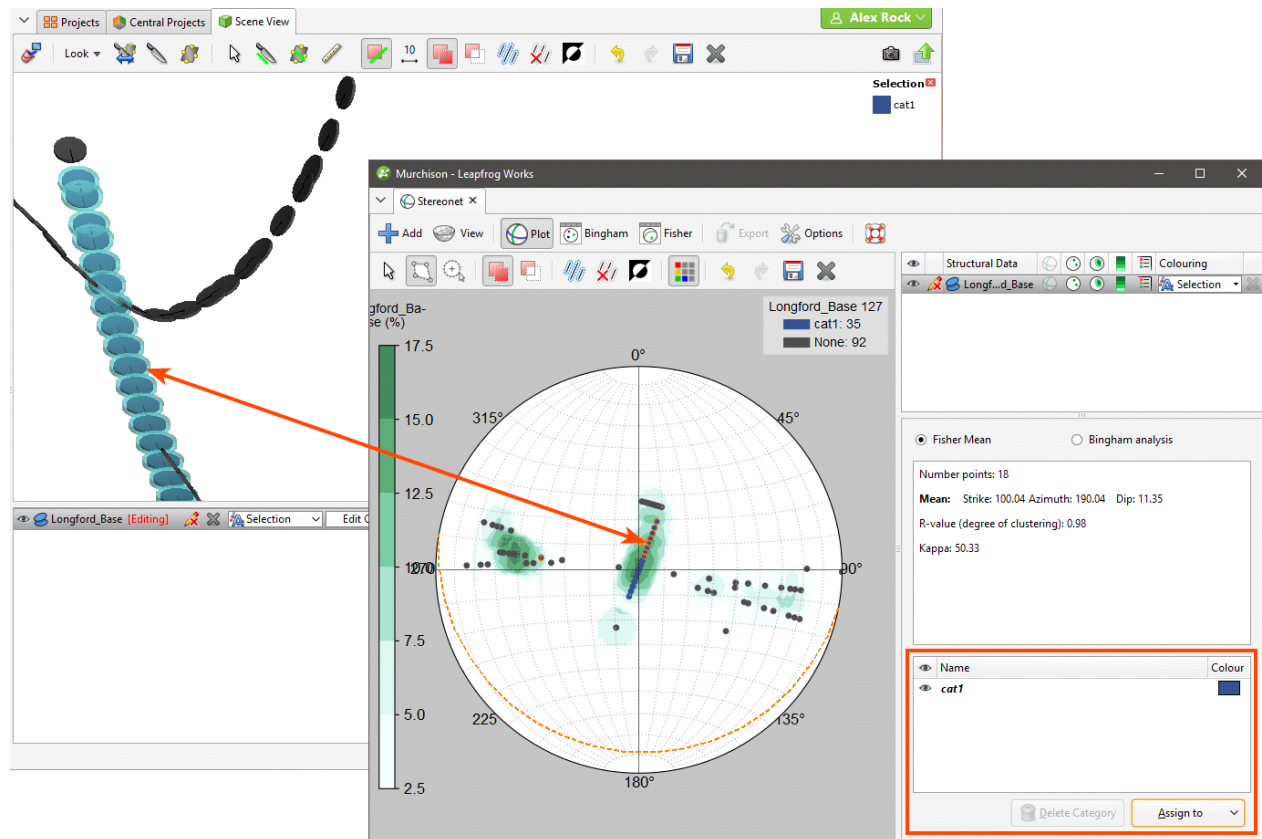 Projects
Central Projects
Scene View
Alex Rock
Look
10
Selection
cat1
Murchison - Leapfrog Works
Stereonet
Add
View
Plot
Bingham
Fisher
Export
Options
Structural Data
Colouring
Longf...d_Base
Selection
gford_Ba-
se (%)
Longford_Base 127
cat1: 35
None: 92
17.5
15.0
12.5
7.5
5.0
2.5
0°
45°
90°
135°
180°
225
270
315°
Fisher Mean
Bingham analysis
Number points: 18
Mean: Strike: 100.04 Azimuth: 190.04 Dip: 11.35
R-value (degree of clustering): 0.98
Kappa: 50.33
Longford_Base [Editing]
Selection
Edit C
Name
Colour
cat1
Delete Category
Assign to